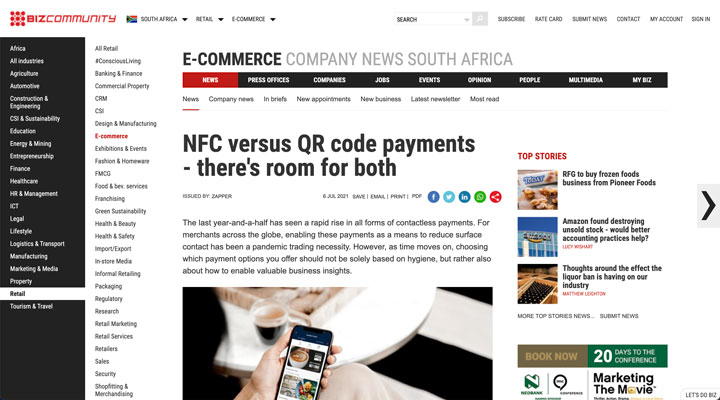 BIZCOMMUNITY
SOUTH AFRICA
RETAIL
E-COMMERCE
SEARCH
SUBSCRIBE
RATE CARD
SUBMIT NEWS
CONTACT
MY ACCOUNT
SIGN IN
Africa
All industries
Agriculture
Automotive
Construction &
Engineering
CSI & Sustainability
Education
Energy & Mining
Entrepreneurship
Finance
Healthcare
HR & Management
ICT
Legal
Lifestyle
Logistics & Transport
Manufacturing
Marketing & Media
Property
Retail
Tourism & Travel
All Retail
#ConsciousLiving
Banking & Finance
Commercial Property
CRM
CSI
Design & Manufacturing
E-commerce
Exhibitions & Events
Fashion & Homeware
FMCG
Food & bev. services
Franchising
Green Sustainability
Health & Beauty
Health & Safety
Import/Export
In-store Media
Informal Retailing
Packaging
Regulatory
Research
Retail Marketing
Retail Services
Retailers
Sales
Security
Shopfitting &
Merchandising
E-COMMERCE COMPANY NEWS SOUTH AFRICA
NEWS
PRESS OFFICES
COMPANIES
JOBS
EVENTS
OPINION
PEOPLE
MULTIMEDIA
MY BIZ
News
Company news
In briefs
New appointments
New business
Latest newsletter
Most read
NFC versus QR code payments
- there's room for both
ISSUED BY: ZAPPER
6 JUL 2021
SAVE | EMAIL | PRINT | PDF
The last year-and-a-half has seen a rapid rise in all forms of contactless payments. For
merchants across the globe, enabling these payments as a means to reduce surface
contact has been a pandemic trading necessity. However, as time moves on, choosing
which payment options you offer should not be solely based on hygiene, but rather also
about how to enable valuable business insights.
TOP STORIES
RFG to buy frozen foods
business from Pioneer Foods
Amazon found destroying
unsold stock - would better
accounting practices help?
LUCY WISHART
Thoughts around the effect the
liquor ban is having on our
industry
MATTHEW LEIGHTON
MORE TOP STORIES NEWS...
SUBMIT NEWS
BOOK NOW
20 DAYS TO THE
CONFERENCE
NEDBANK
CONFERENCE
Marketing
The Movie
LET'S DO BIZ